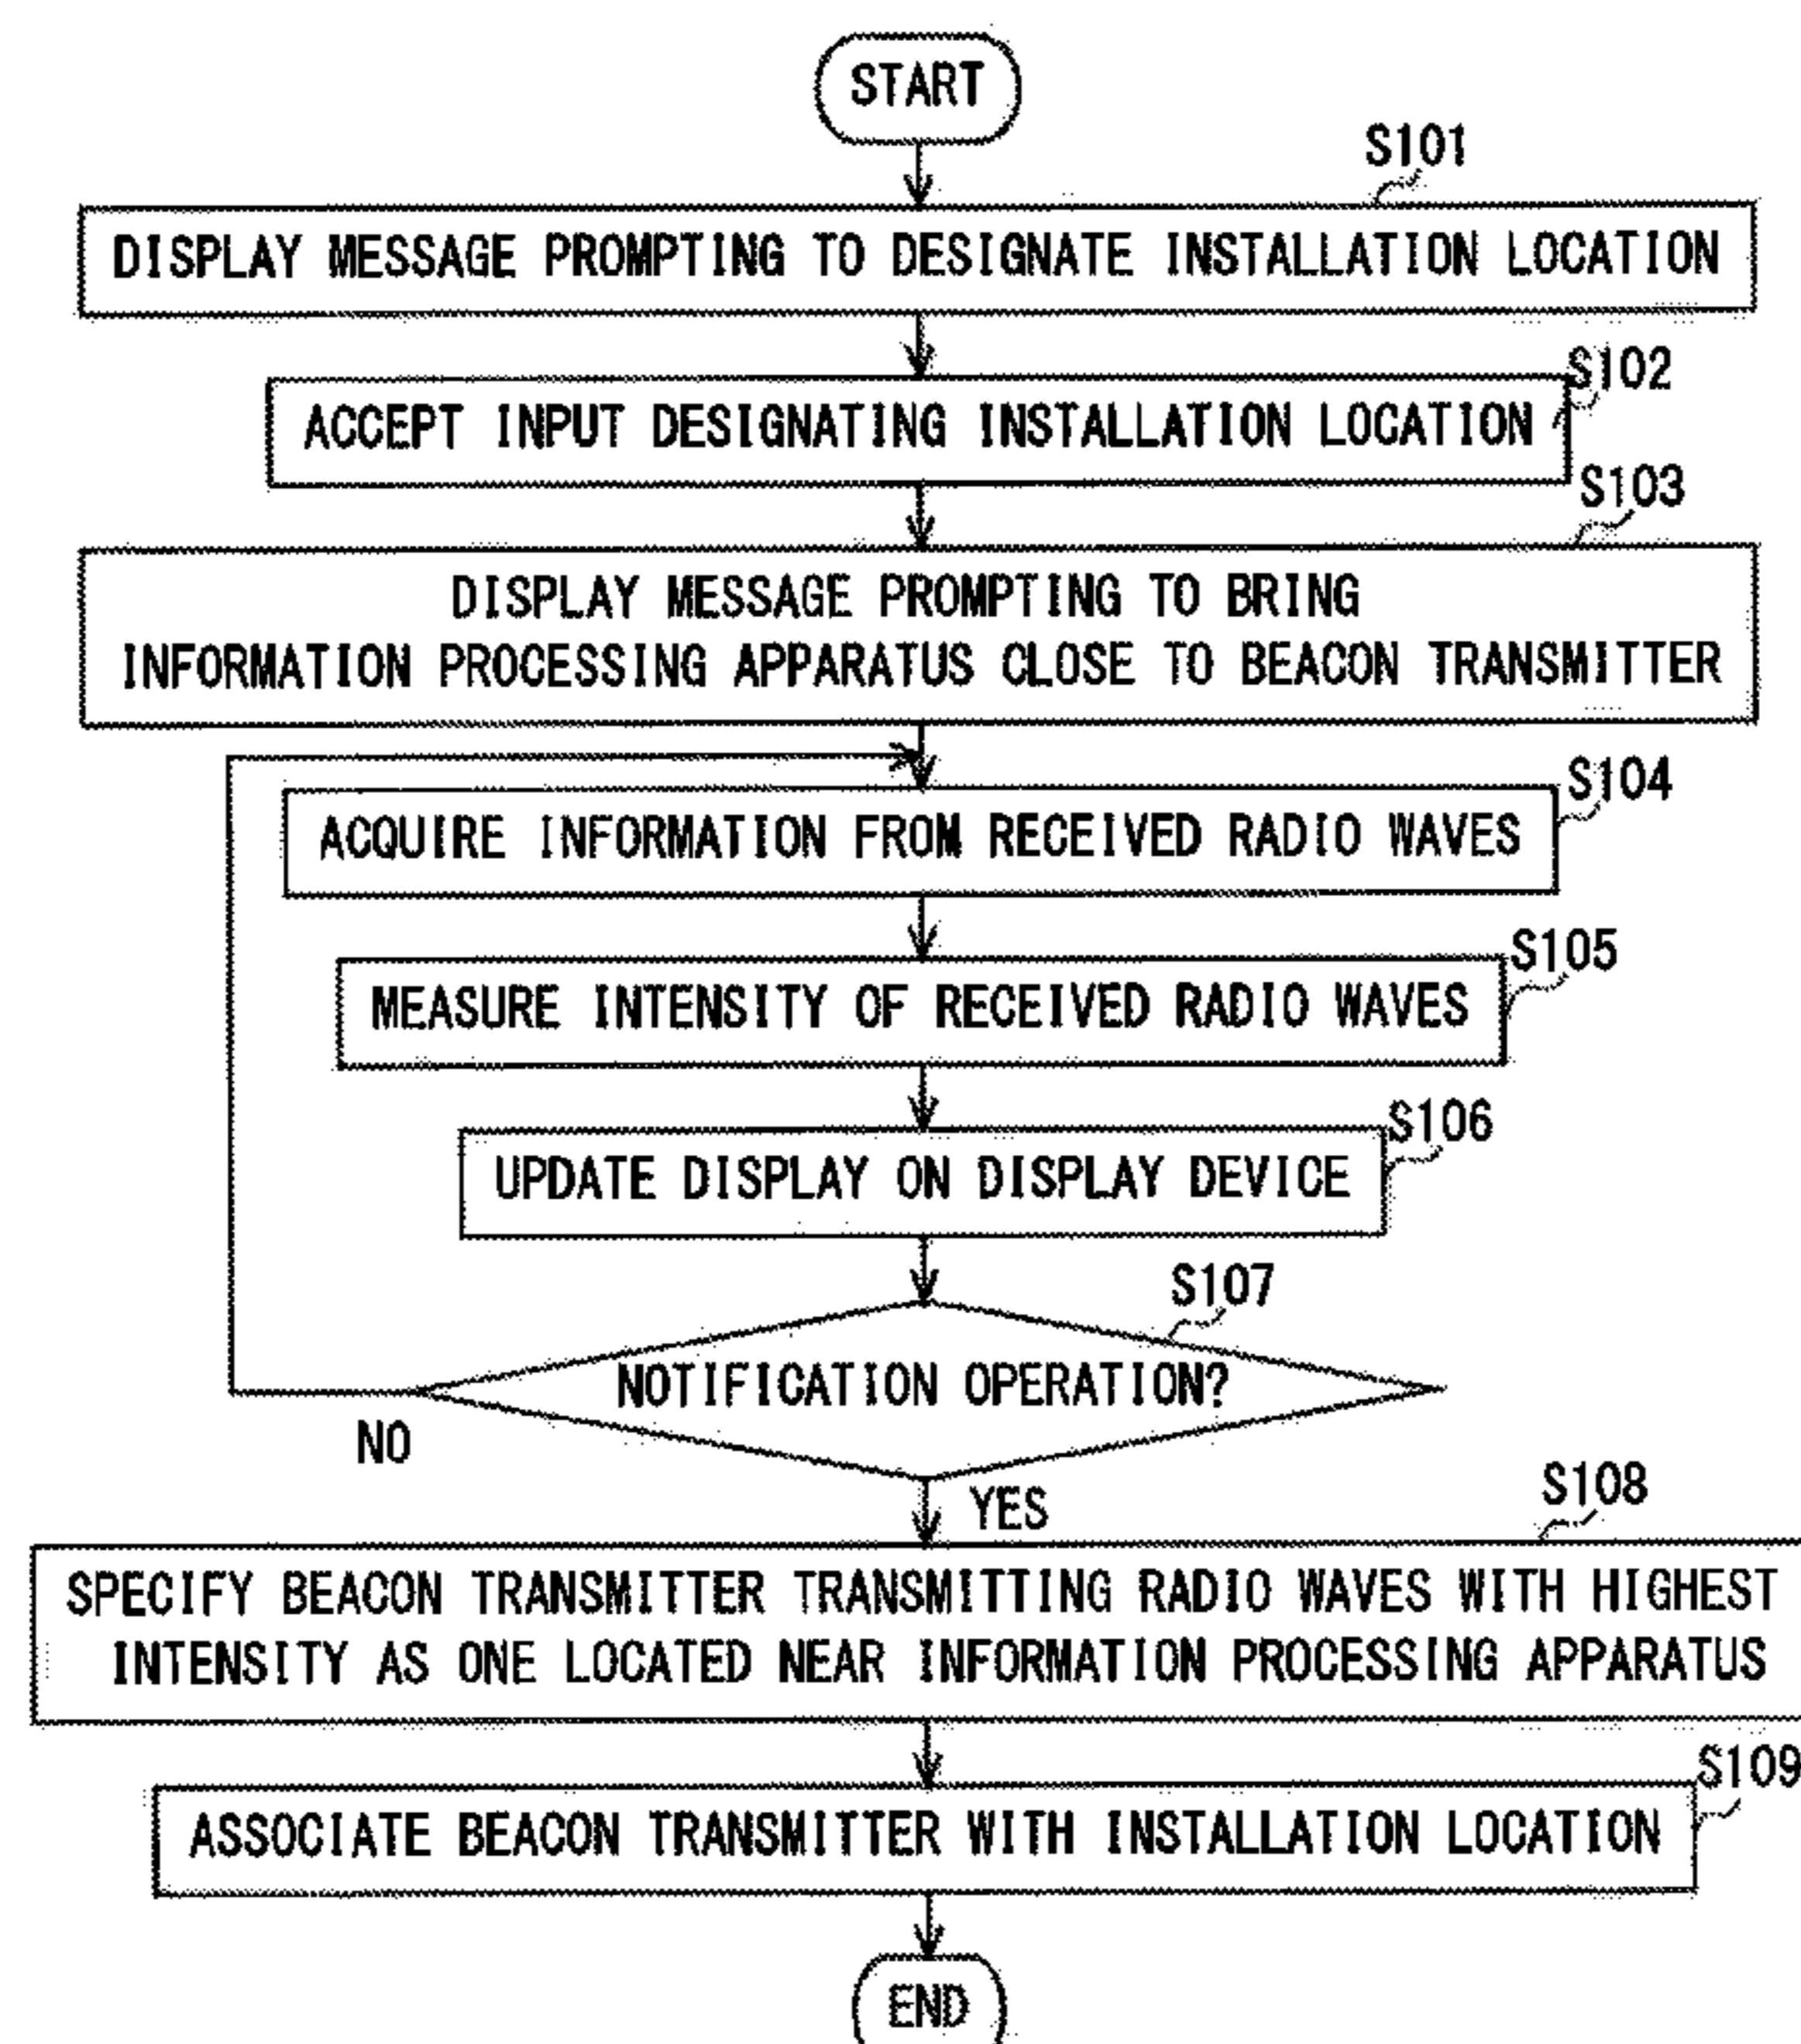 START
S101
DISPLAY MESSAGE PROMPTING TO DESIGNATE INSTALLATION LOCATION
S102
ACCEPT INPUT DESIGNATING INSTALLATION LOCATION
S103
DISPLAY MESSAGE PROMPTING TO BRING
INFORMATION PROCESSING APPARATUS CLOSE TO BEACON TRANSMITTER
S104
ACQUIRE INFORMATION FROM RECEIVED RADIO WAVES
S105
MEASURE INTENSITY OF RECEIVED RADIO WAVES
S106
UPDATE DISPLAY ON DISPLAY DEVICE
S107
NOTIFICATION OPERATION?
NO
YES
S108
SPECIFY BEACON TRANSMITTER TRANSMITTING RADIO WAVES WITH HIGHEST
INTENSITY AS ONE LOCATED NEAR INFORMATION PROCESSING APPARATUS
S109
ASSOCIATE BEACON TRANSMITTER WITH INSTALLATION LOCATION
END